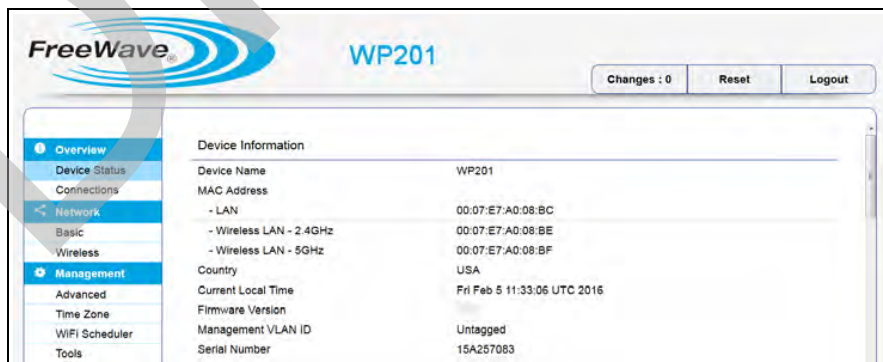 FreeWave®
WP201
Changes : 0 Reset Logout
Overview
Device Status
Connections
Network
Basic
Wireless
Management
Advanced
Time Zone
WiFi Scheduler
Tools
Device Information
Device Name WP201
MAC Address
- LAN 00:07:E7:A0:08:BC
- Wireless LAN - 2.4GHz 00:07:E7:A0:08:BE
- Wireless LAN - 5GHz 00:07:E7:A0:08:BF
Country USA
Current Local Time Fri Feb 5 11:33:06 UTC 2016
Firmware Version
Management VLAN ID Untagged
Serial Number 15A257083